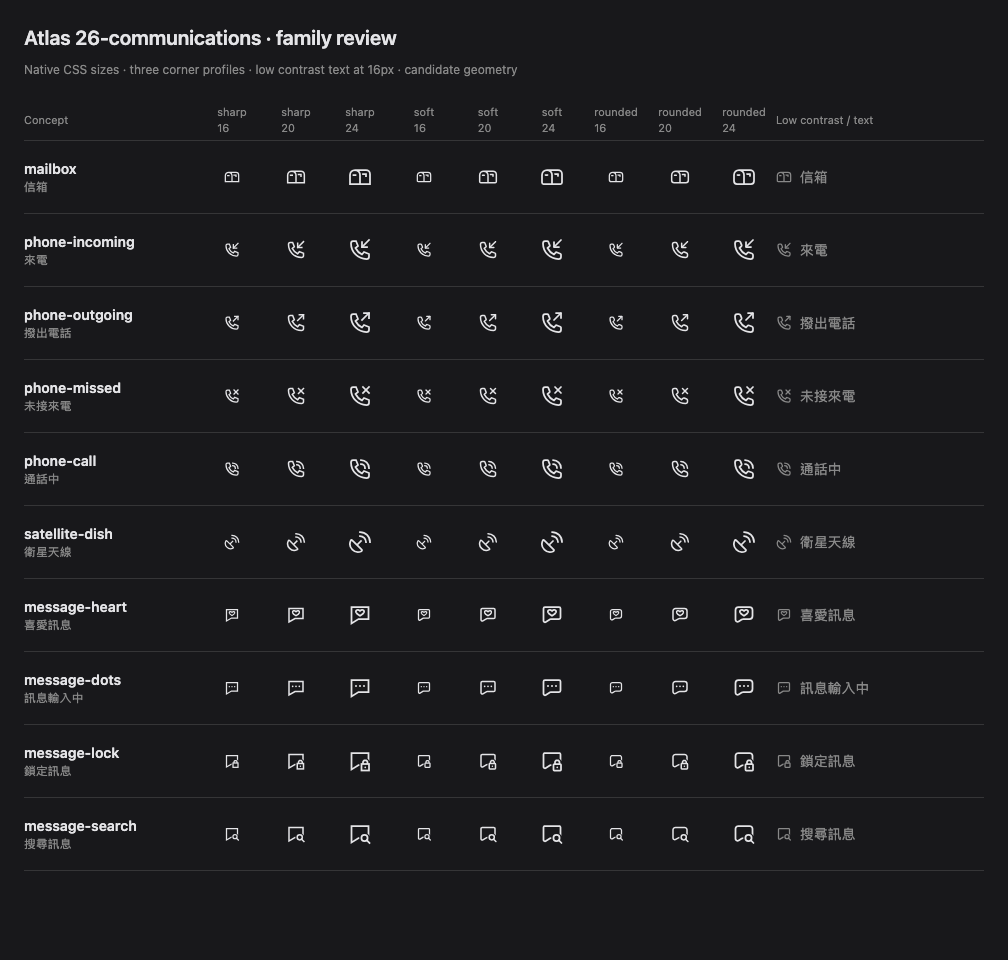 Atlas 26-communications · family review
Native CSS sizes · three corner profiles · low contrast text at 16px · candidate geometry
Concept
sharp 16
sharp 20
sharp 24
soft 16
soft 20
soft 24
rounded 16
rounded 20
rounded 24
Low contrast / text
mailbox
信箱
信箱
phone-incoming
來電
來電
phone-outgoing
撥出電話
撥出電話
phone-missed
未接來電
未接來電
phone-call
通話中
通話中
satellite-dish
衛星天線
衛星天線
message-heart
喜愛訊息
喜愛訊息
message-dots
訊息輸入中
訊息輸入中
message-lock
鎖定訊息
鎖定訊息
message-search
搜尋訊息
搜尋訊息